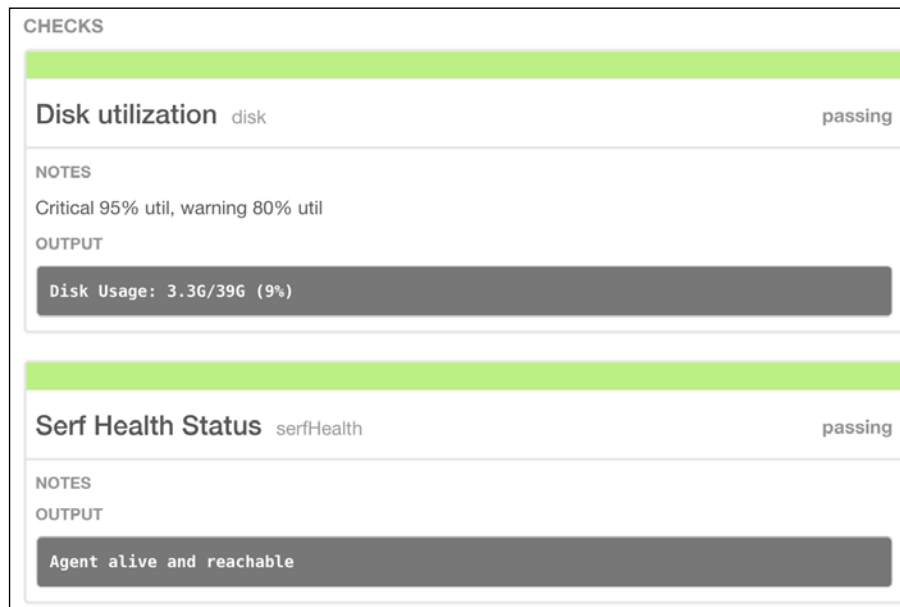 CHECKS
Disk utilization disk passing
NOTES
Critical 95% util, warning 80% util
OUTPUT
Disk Usage: 3.3G/39G (9%)
Serf Health Status serfHealth passing
NOTES
OUTPUT
Agent alive and reachable